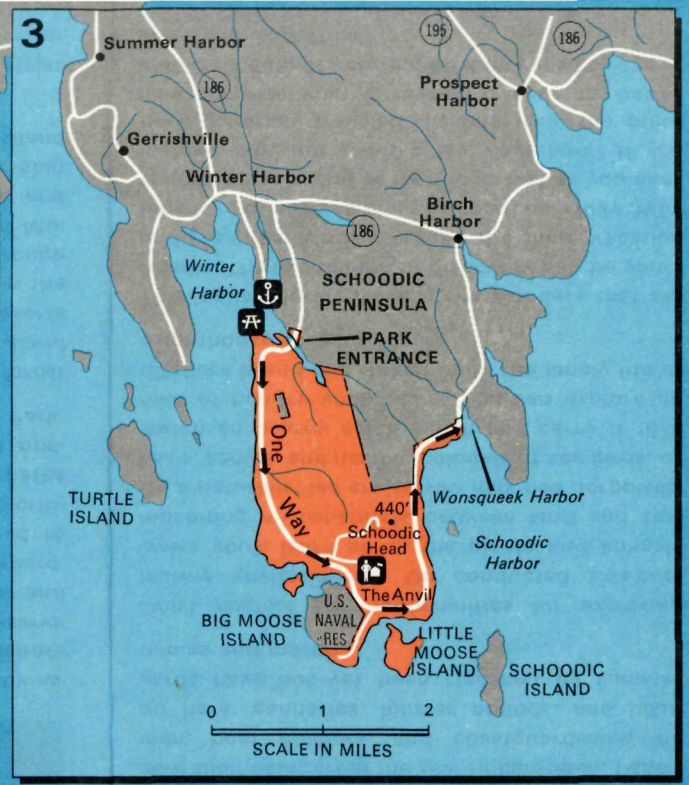 3
Summer Harbor
195
186
186
Prospect
Harbor
Gerrishville
Winter Harbor
Birch
Harbor
186
Winter
Harbor
SCHOODIC
PENINSULA
PARK
ENTRANCE
One
Way
TURTLE
ISLAND
Wonsqueek Harbor
440'
Schoodic
Head
Schoodic
Harbor
The Anvil
U.S.
NAVAL
RES
BIG MOOSE
ISLAND
LITTLE
MOOSE
ISLAND
SCHOODIC
ISLAND
0 1 2
SCALE IN MILES